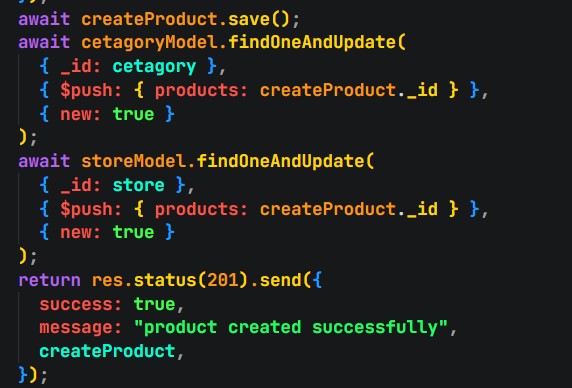 });
await createProduct.save();
await cetagoryModel.findOneAndUpdate(
{ _id: cetagory },
{ $push: { products: createProduct._id } },
{ new: true }
);
await storeModel.findOneAndUpdate(
{ _id: store },
{ $push: { products: createProduct._id } },
{ new: true }
);
return res.status(201).send({
success: true,
message: "product created successfully",
createProduct,
});